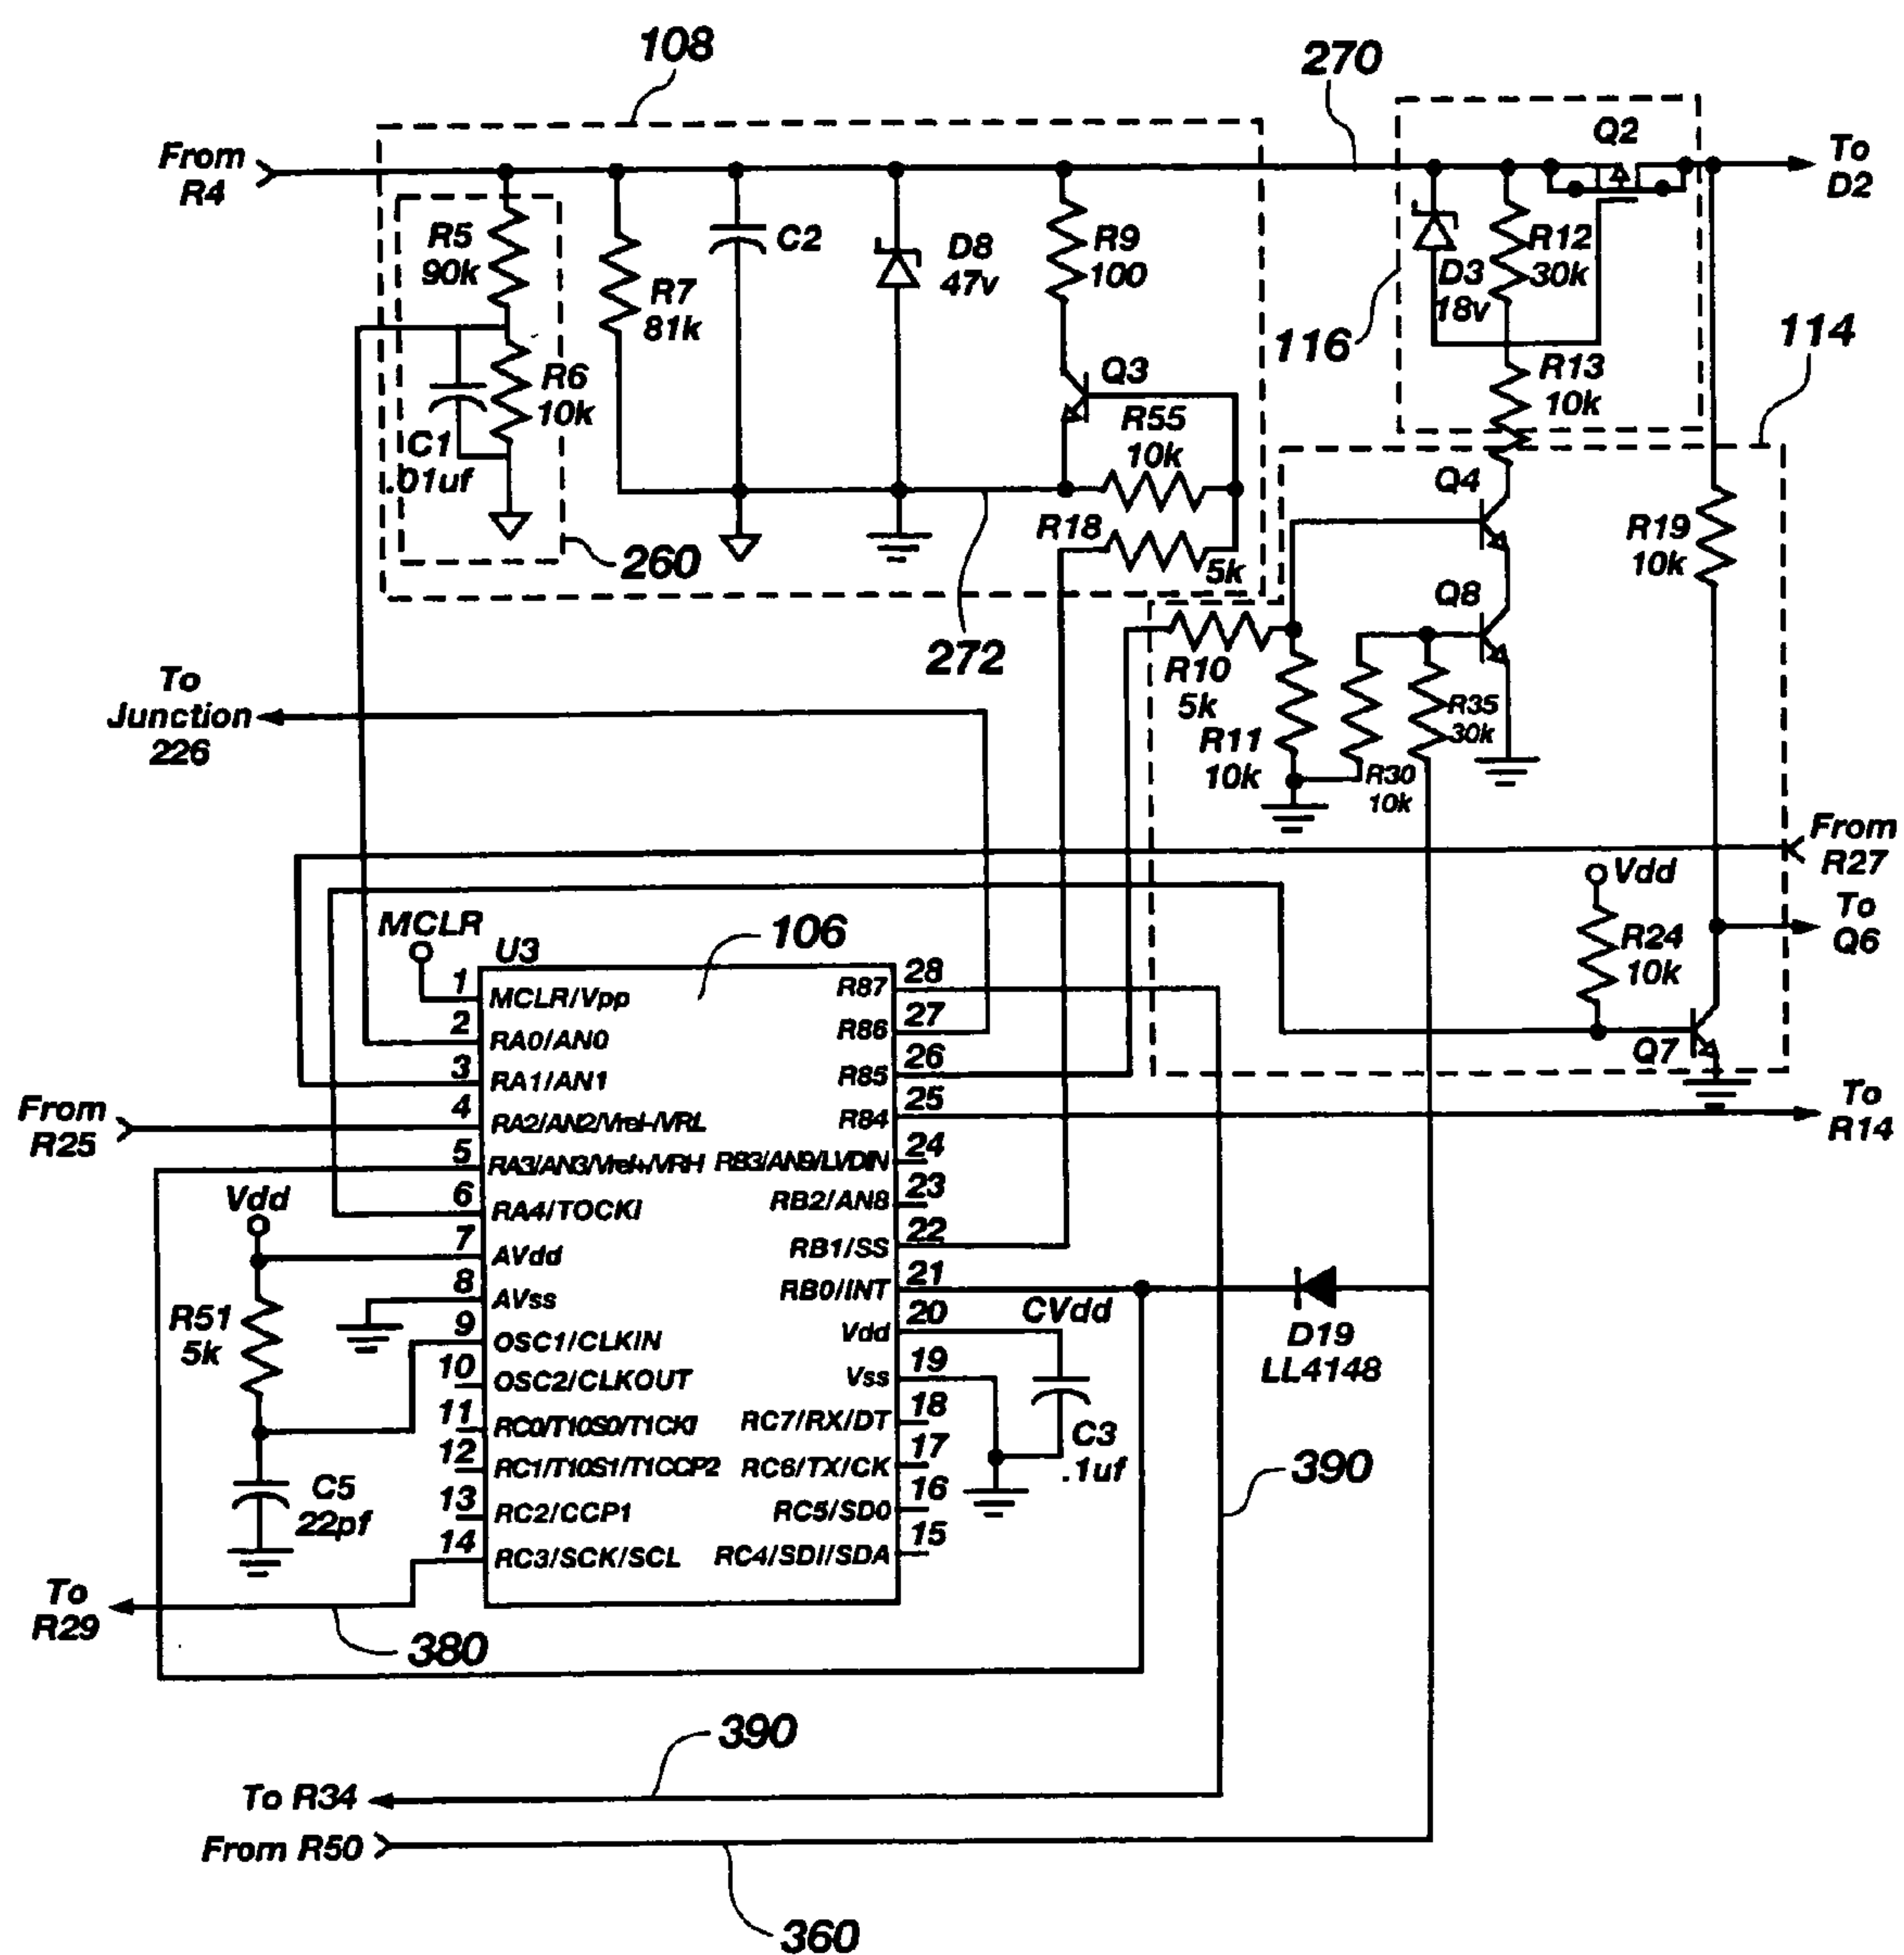 108
270
Q2
From
R4
To
D2
R5
90k
R7
81k
C2
D8
47v
R9
100
D3
18v
R12
30k
116
114
R6
10k
C1
.01uf
Q3
R55
10k
R13
10k
260
R18
5k
Q4
R19
10k
272
Q8
R10
5k
R11
10k
R30
10k
R35
30k
To
Junction
226
From
R27
Vdd
R24
10k
To
Q6
Q7
MCLR
U3
106
1 MCLR/Vpp
2 RA0/AN0
3 RA1/AN1
4 RA2/AN2/Vref-/VRL
5 RA3/AN3/Vref+/VRH
6 RA4/TOCKI
7 AVdd
8 AVss
9 OSC1/CLKIN
10 OSC2/CLKOUT
11 RC0/T10S0/T1CKI
12 RC1/T10S1/T1CCP2
13 RC2/CCP1
14 RC3/SCK/SCL
R87 28
R86 27
R85 26
R84 25
RB3/AN9/LVDIN 24
RB2/AN8 23
RB1/SS 22
RB0/INT 21
Vdd 20
Vss 19
RC7/RX/DT 18
RC6/TX/CK 17
RC5/SD0 16
RC4/SDI/SDA 15
From
R25
To
R14
Vdd
R51
5k
C5
22pf
CVdd
C3
.1uf
D19
LL4148
390
To
R29
380
390
To R34
From R50
360